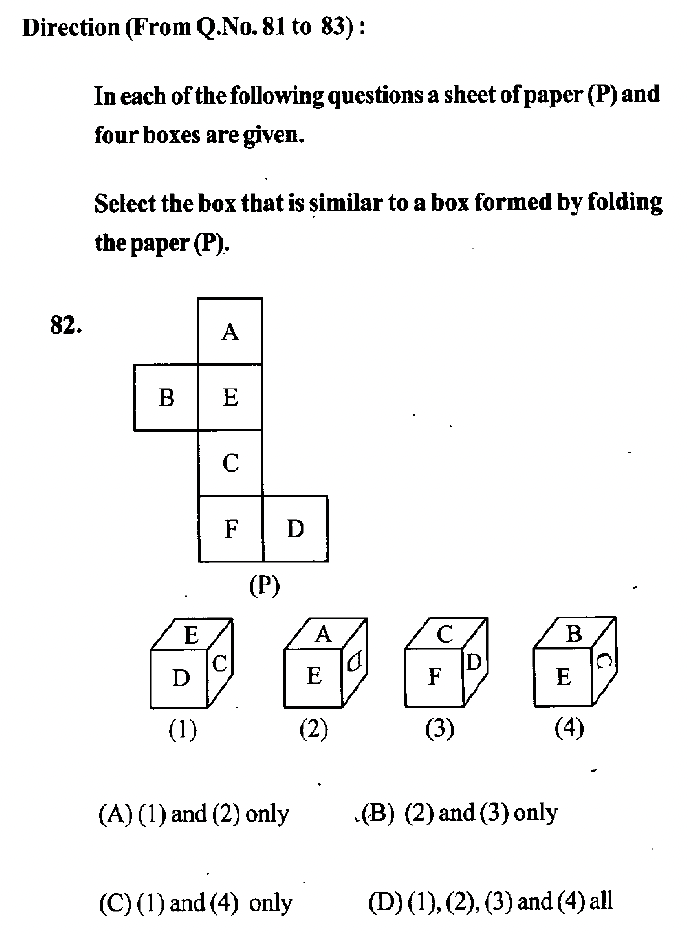 Direction (From Q.No. 81 to 83) :
In each of the following questions a sheet of paper (P) and
four boxes are given.
Select the box that is similar to a box formed by folding
the paper (P).
82.
A
B E
C
F D
(P)
E
D C
(1)
A
E D
(2)
C
F D
(3)
B
E C
(4)
(A) (1) and (2) only (B) (2) and (3) only
(C) (1) and (4) only (D) (1), (2), (3) and (4) all